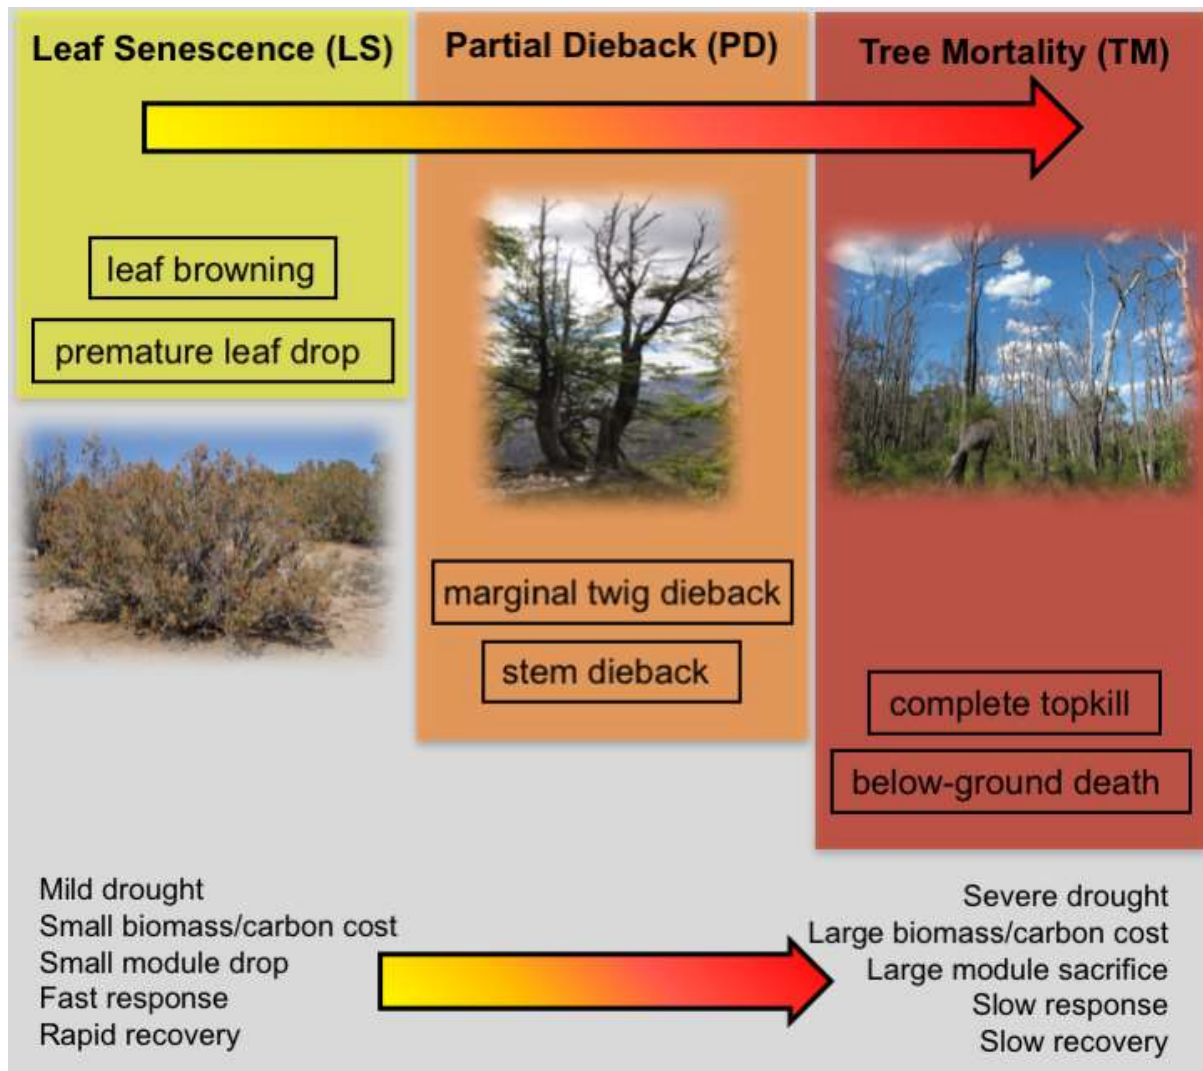 Leaf Senescence (LS)
Partial Dieback (PD)
Tree Mortality (TM)
leaf browning
premature leaf drop
marginal twig dieback
stem dieback
complete topkill
below-ground death
Mild drought
Small biomass/carbon cost
Small module drop
Fast response
Rapid recovery
Severe drought
Large biomass/carbon cost
Large module sacrifice
Slow response
Slow recovery